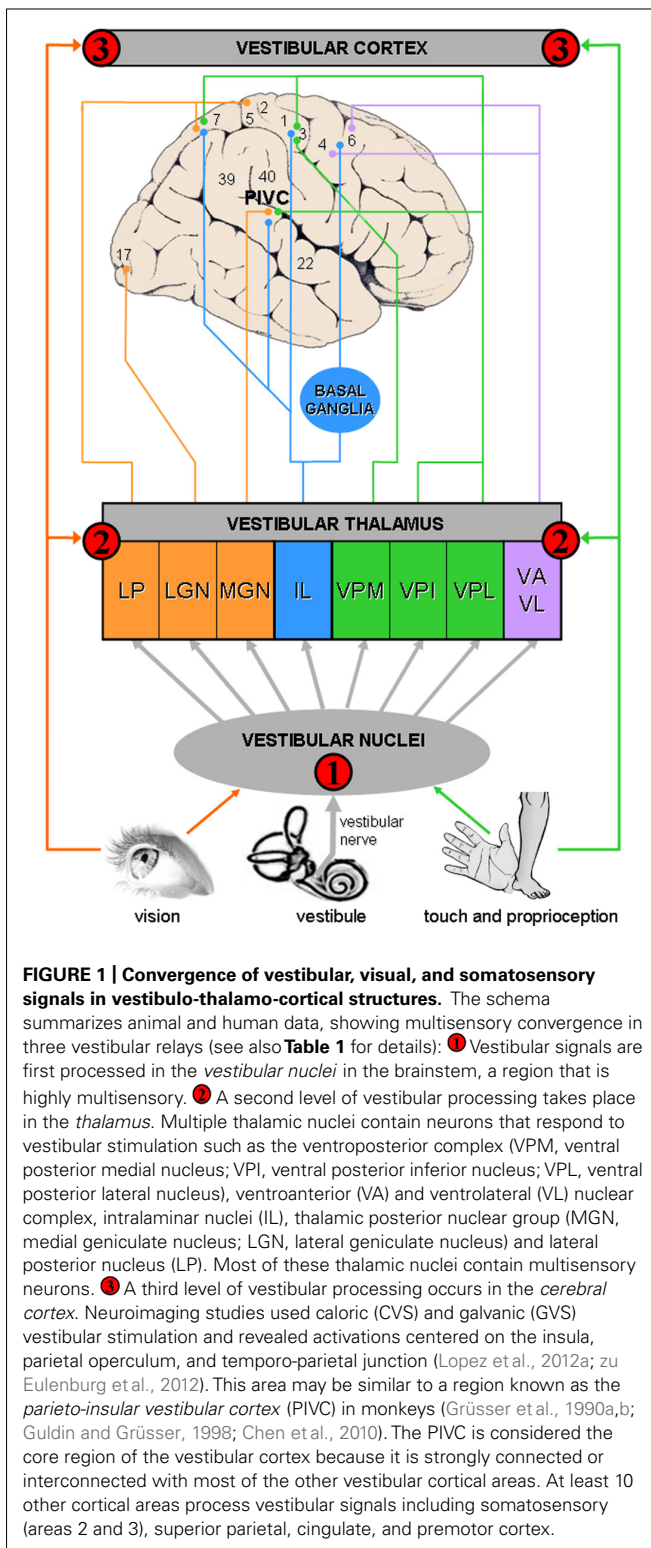 3 VESTIBULAR CORTEX 3
2
7 5 1 6
3
4
39 40
PIVC
17
22
BASAL
GANGLIA
VESTIBULAR THALAMUS
2 2
LP LGN MGN IL VPM VPI VPL VA
VL
VESTIBULAR NUCLEI
1
vestibular
nerve
vision vestibule touch and proprioception
FIGURE 1 | Convergence of vestibular, visual, and somatosensory
signals in vestibulo-thalamo-cortical structures. The schema
summarizes animal and human data, showing multisensory convergence in
three vestibular relays (see also Table 1 for details): 1 Vestibular signals are
first processed in the vestibular nuclei in the brainstem, a region that is
highly multisensory. 2 A second level of vestibular processing takes place
in the thalamus. Multiple thalamic nuclei contain neurons that respond to
vestibular stimulation such as the ventroposterior complex (VPM, ventral
posterior medial nucleus; VPI, ventral posterior inferior nucleus; VPL, ventral
posterior lateral nucleus), ventroanterior (VA) and ventrolateral (VL) nuclear
complex, intralaminar nuclei (IL), thalamic posterior nuclear group (MGN,
medial geniculate nucleus; LGN, lateral geniculate nucleus) and lateral
posterior nucleus (LP). Most of these thalamic nuclei contain multisensory
neurons. 3 A third level of vestibular processing occurs in the cerebral
cortex. Neuroimaging studies used caloric (CVS) and galvanic (GVS)
vestibular stimulation and revealed activations centered on the insula,
parietal operculum, and temporo-parietal junction (Lopez et al., 2012a; zu
Eulenburg et al., 2012). This area may be similar to a region known as the
parieto-insular vestibular cortex (PIVC) in monkeys (Grüsser et al., 1990a,b;
Guldin and Grüsser, 1998; Chen et al., 2010). The PIVC is considered the
core region of the vestibular cortex because it is strongly connected or
interconnected with most of the other vestibular cortical areas. At least 10
other cortical areas process vestibular signals including somatosensory
(areas 2 and 3), superior parietal, cingulate, and premotor cortex.